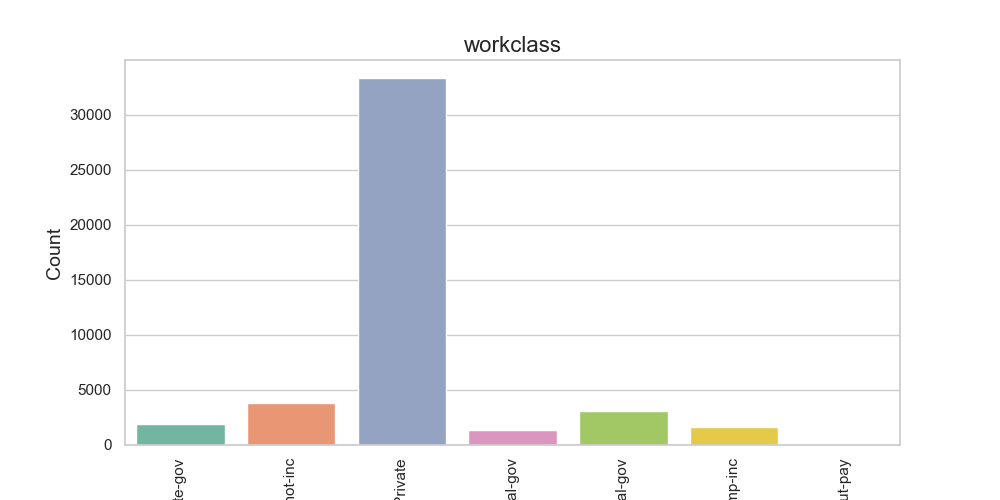 workclass
Count
30000
25000
20000
15000
10000
5000
0
te-gov
not-inc
Private
al-gov
al-gov
mp-inc
ut-pay